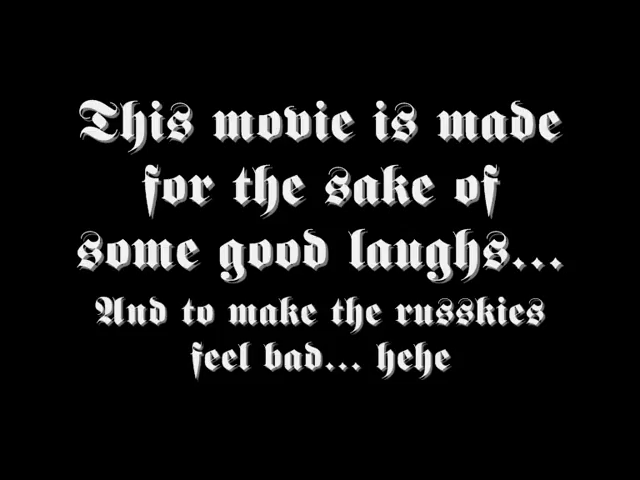 This movie is made
for the sake of
some good laughs...
And to make the russkies
feel bad... hehe